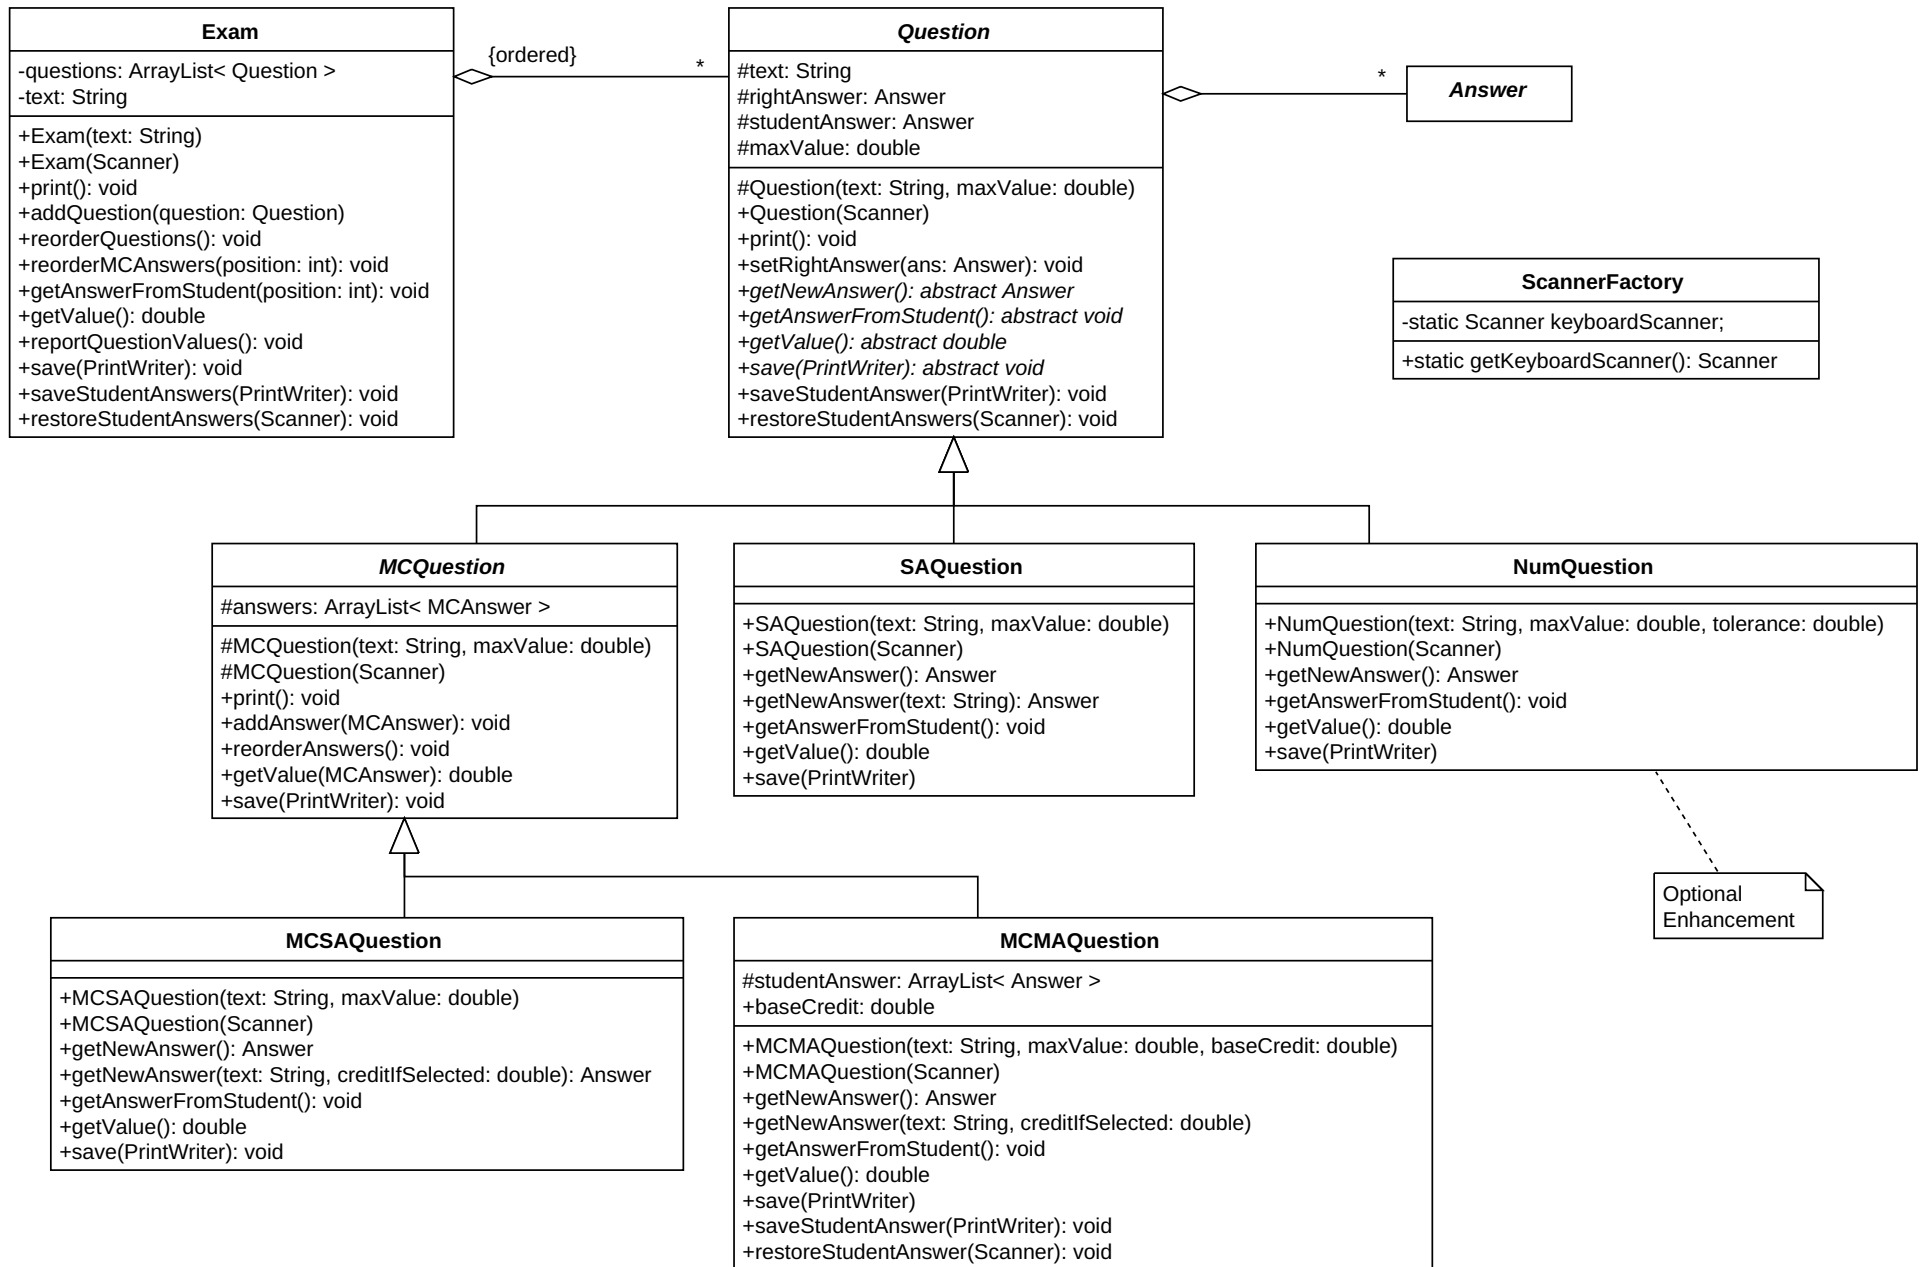 Exam
-questions: ArrayList< Question >
-text: String
+Exam(text: String)
+Exam(Scanner)
+print(): void
+addQuestion(question: Question)
+reorderQuestions(): void
+reorderMCAnswers(position: int): void
+getAnswerFromStudent(position: int): void
+getValue(): double
+reportQuestionValues(): void
+save(PrintWriter): void
+saveStudentAnswers(PrintWriter): void
+restoreStudentAnswers(Scanner): void
{ordered}
*
Question
#text: String
#rightAnswer: Answer
#studentAnswer: Answer
#maxValue: double
#Question(text: String, maxValue: double)
+Question(Scanner)
+print(): void
+setRightAnswer(ans: Answer): void
+getNewAnswer(): abstract Answer
+getAnswerFromStudent(): abstract void
+getValue(): abstract double
+save(PrintWriter): abstract void
+saveStudentAnswer(PrintWriter): void
+restoreStudentAnswers(Scanner): void
*
Answer
ScannerFactory
-static Scanner keyboardScanner;
+static getKeyboardScanner(): Scanner
MCQuestion
#answers: ArrayList< MCAnswer >
#MCQuestion(text: String, maxValue: double)
#MCQuestion(Scanner)
+print(): void
+addAnswer(MCAnswer): void
+reorderAnswers(): void
+getValue(MCAnswer): double
+save(PrintWriter): void
SAQuestion
+SAQuestion(text: String, maxValue: double)
+SAQuestion(Scanner)
+getNewAnswer(): Answer
+getNewAnswer(text: String): Answer
+getAnswerFromStudent(): void
+getValue(): double
+save(PrintWriter)
NumQuestion
+NumQuestion(text: String, maxValue: double, tolerance: double)
+NumQuestion(Scanner)
+getNewAnswer(): Answer
+getAnswerFromStudent(): void
+getValue(): double
+save(PrintWriter)
Optional
Enhancement
MCSAQuestion
+MCSAQuestion(text: String, maxValue: double)
+MCSAQuestion(Scanner)
+getNewAnswer(): Answer
+getNewAnswer(text: String, creditIfSelected: double): Answer
+getAnswerFromStudent(): void
+getValue(): double
+save(PrintWriter): void
MCMAQuestion
#studentAnswer: ArrayList< Answer >
+baseCredit: double
+MCMAQuestion(text: String, maxValue: double, baseCredit: double)
+MCMAQuestion(Scanner)
+getNewAnswer(): Answer
+getNewAnswer(text: String, creditIfSelected: double)
+getAnswerFromStudent(): void
+getValue(): double
+save(PrintWriter)
+saveStudentAnswer(PrintWriter): void
+restoreStudentAnswer(Scanner): void